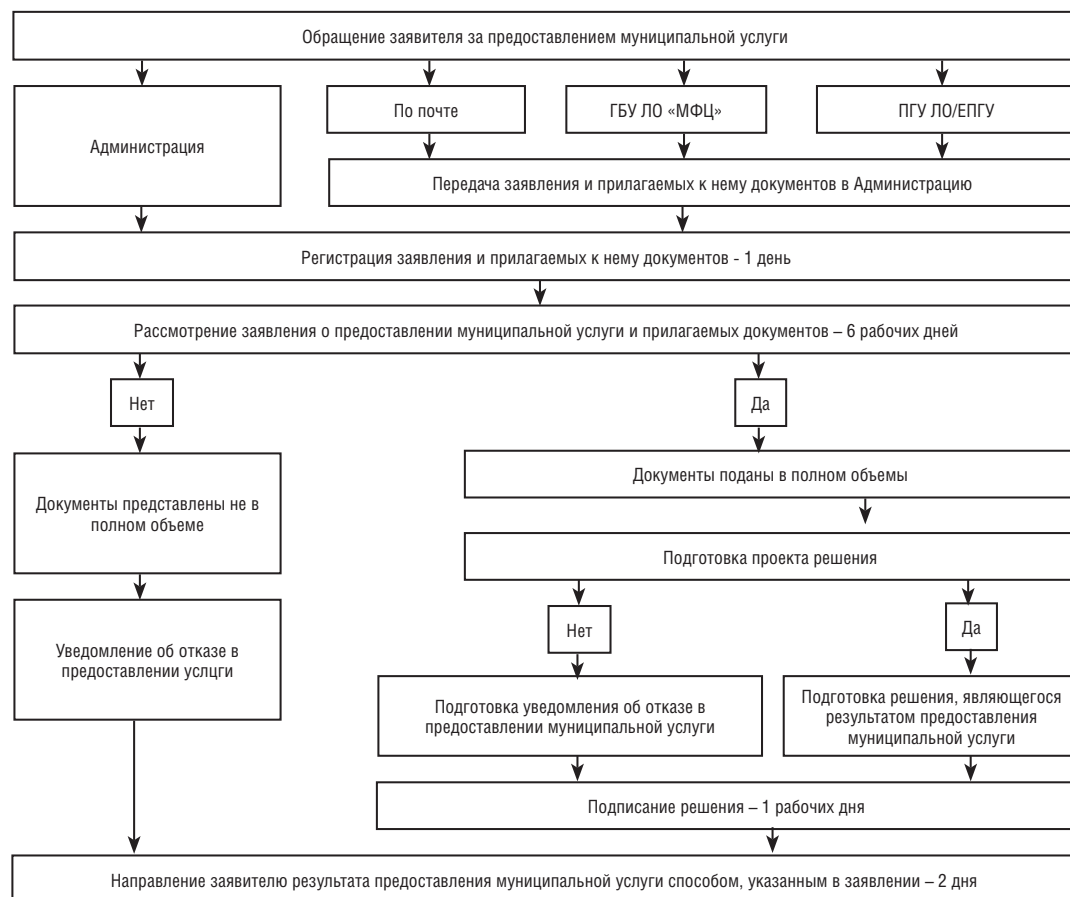 Обращение заявителя за предоставлением муниципальной услуги
Администрация
По почте
ГБУ ЛО «МФЦ»
ПГУ ЛО/ЕПГУ
Передача заявления и прилагаемых к нему документов в Администрацию
Регистрация заявления и прилагаемых к нему документов - 1 день
Рассмотрение заявления о предоставлении муниципальной услуги и прилагаемых документов – 6 рабочих дней
Нет
Да
Документы представлены не в
полном объеме
Документы поданы в полном объемы
Подготовка проекта решения
Уведомление об отказе в
предоставлении услцги
Нет
Да
Подготовка уведомления об отказе в
предоставлении муниципальной услуги
Подготовка решения, являющегося
результатом предоставления
муниципальной услуги
Подписание решения – 1 рабочих дня
Направление заявителю результата предоставления муниципальной услуги способом, указанным в заявлении – 2 дня